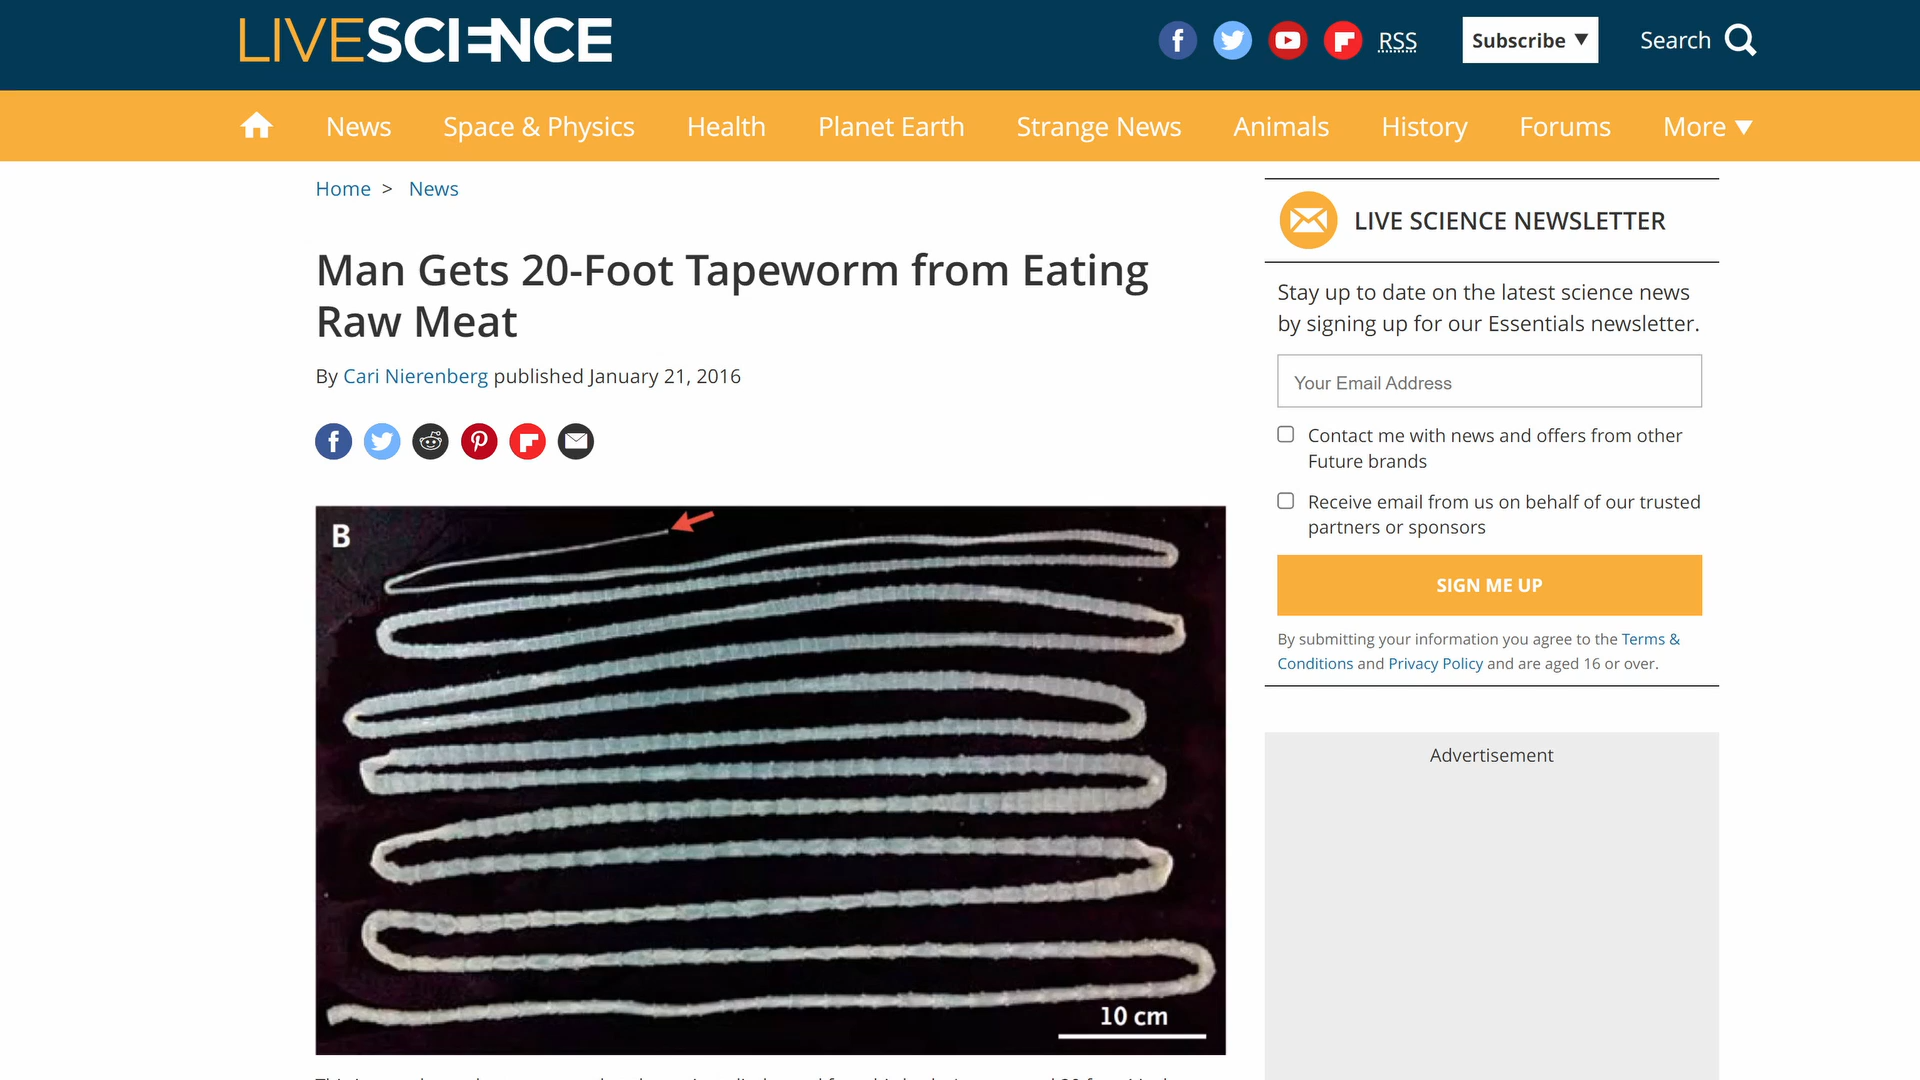 LIVESCIENCE
RSS
Subscribe ▼
Search
News
Space & Physics
Health
Planet Earth
Strange News
Animals
History
Forums
More ▼
Home > News
Man Gets 20-Foot Tapeworm from Eating
Raw Meat
By Cari Nierenberg published January 21, 2016
B
10 cm
LIVE SCIENCE NEWSLETTER
Stay up to date on the latest science news
by signing up for our Essentials newsletter.
Your Email Address
Contact me with news and offers from other
Future brands
Receive email from us on behalf of our trusted
partners or sponsors
SIGN ME UP
By submitting your information you agree to the Terms &
Conditions and Privacy Policy and are aged 16 or over.
Advertisement